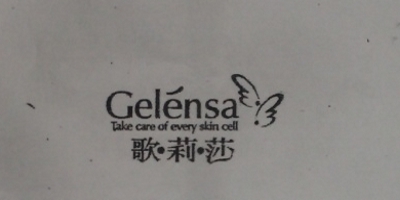 Gelénsa
Take care of every skin cell
歌·莉·莎